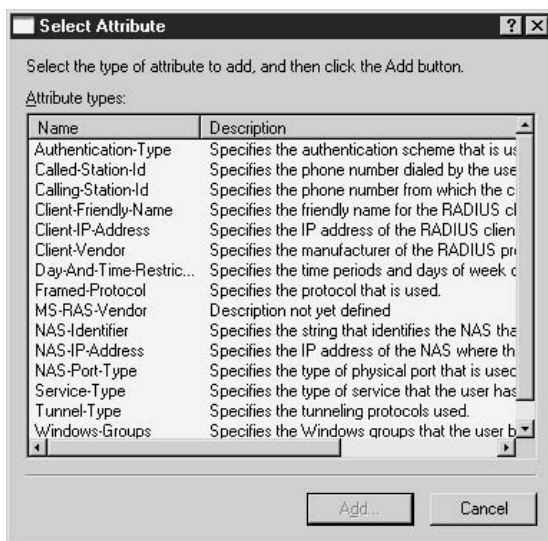 Select Attribute
Select the type of attribute to add, and then click the Add button.
Attribute types:
Name Description
Authentication-Type Specifies the authentication scheme that is us
Called-Station-Id Specifies the phone number dialed by the use
Calling-Station-Id Specifies the phone number from which the c
Client-Friendly-Name Specifies the friendly name for the RADIUS cl
Client-IP-Address Specifies the IP address of the RADIUS clien
Client-Vendor Specifies the manufacturer of the RADIUS pr
Day-And-Time-Restric... Specifies the time periods and days of week o
Framed-Protocol Specifies the protocol that is used.
MS-RAS-Vendor Description not yet defined
NAS-Identifier Specifies the string that identifies the NAS tha
NAS-IP-Address Specifies the IP address of the NAS where th
NAS-Port-Type Specifies the type of physical port that is used
Service-Type Specifies the type of service that the user has
Tunnel-Type Specifies the tunneling protocols used.
Windows-Groups Specifies the Windows groups that the user b
Add... Cancel